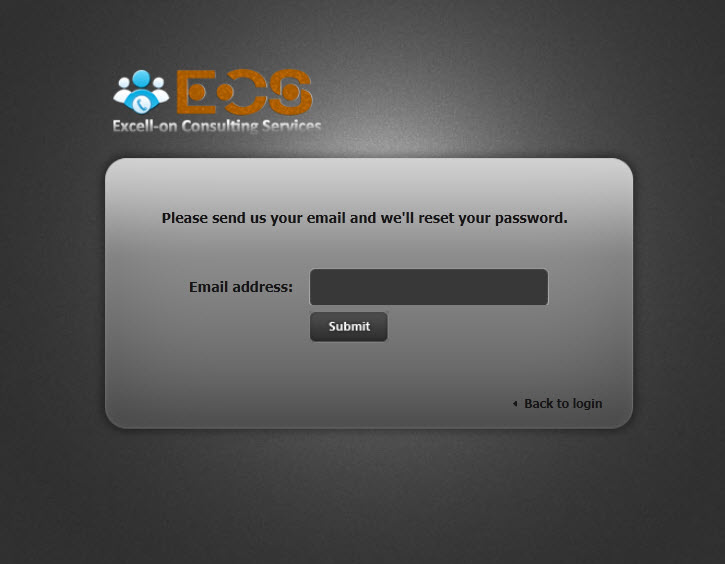 ECS
Excell-on Consulting Services
Please send us your email and we'll reset your password.
Email address:
Submit
Back to login